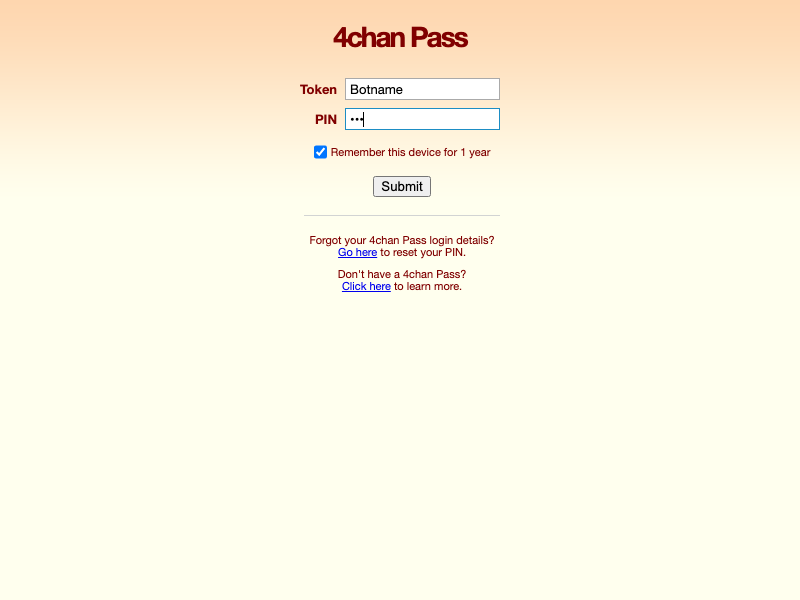 4chan Pass
Token Botname
PIN •••
Remember this device for 1 year
Submit
Forgot your 4chan Pass login details?
Go here to reset your PIN.
Don't have a 4chan Pass?
Click here to learn more.